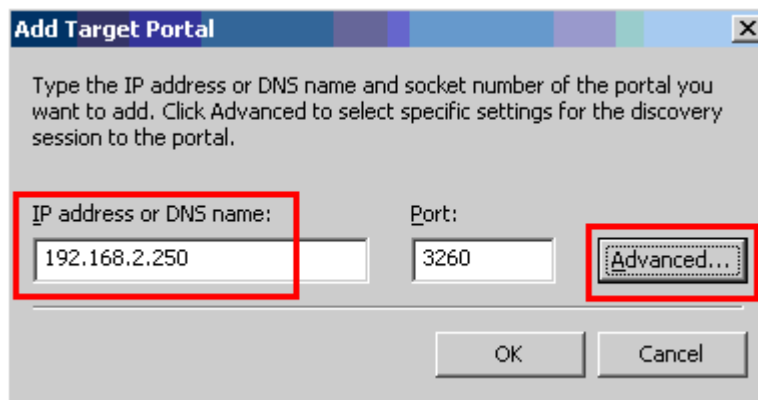 Add Target Portal
Type the IP address or DNS name and socket number of the portal you
want to add. Click Advanced to select specific settings for the discovery
session to the portal.
IP address or DNS name: Port:
192.168.2.250 3260 Advanced...
OK Cancel